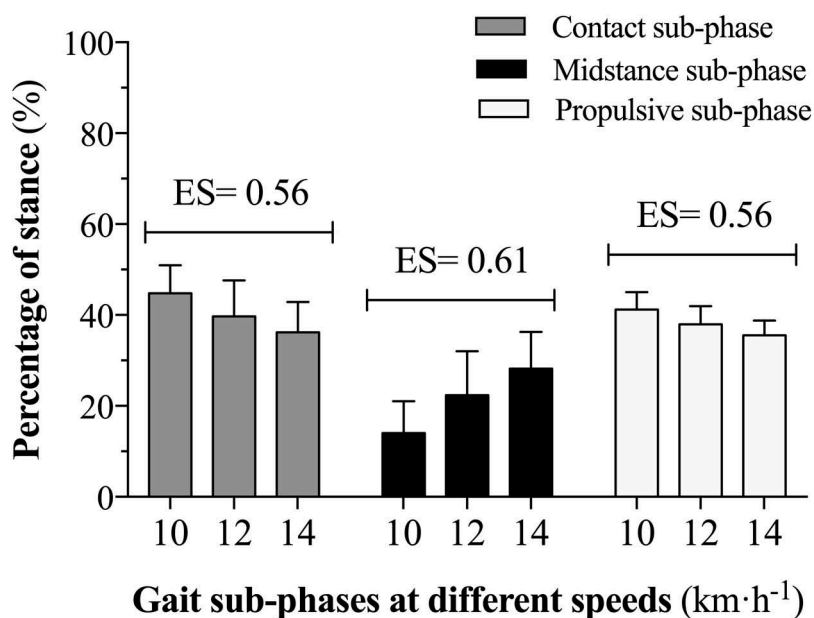 Contact sub-phase
Midstance sub-phase
Propulsive sub-phase
Percentage of stance (%)
100
80
60
40
20
0
ES= 0.56
ES= 0.61
ES= 0.56
10 12 14 10 12 14 10 12 14
Gait sub-phases at different speeds (km·h⁻¹)